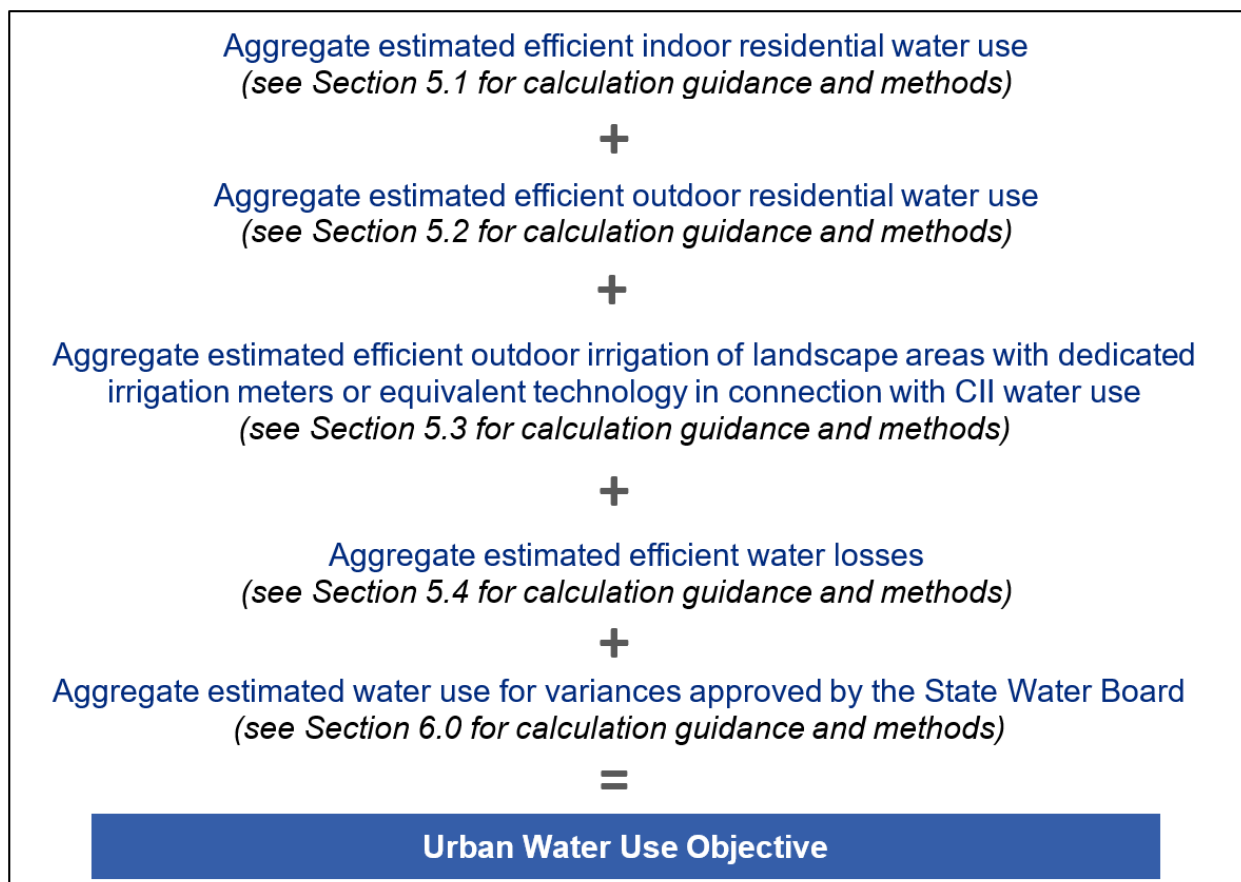 Aggregate estimated efficient indoor residential water use
(see Section 5.1 for calculation guidance and methods)
+
Aggregate estimated efficient outdoor residential water use
(see Section 5.2 for calculation guidance and methods)
+
Aggregate estimated efficient outdoor irrigation of landscape areas with dedicated
irrigation meters or equivalent technology in connection with CII water use
(see Section 5.3 for calculation guidance and methods)
+
Aggregate estimated efficient water losses
(see Section 5.4 for calculation guidance and methods)
+
Aggregate estimated water use for variances approved by the State Water Board
(see Section 6.0 for calculation guidance and methods)
=
Urban Water Use Objective